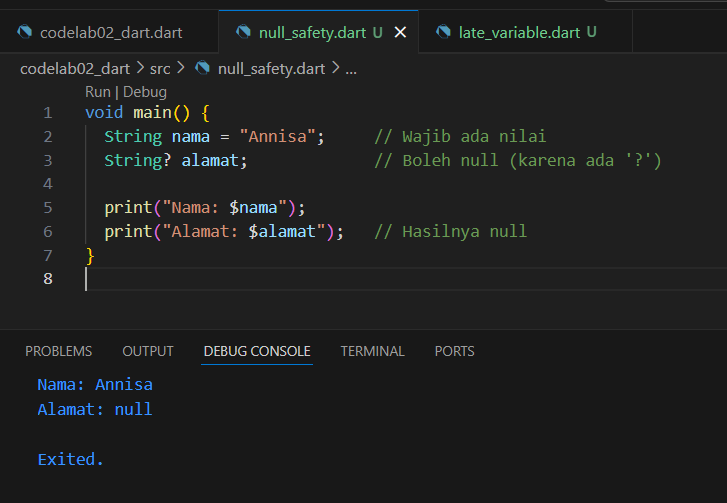 codelab02_dart.dart
null_safety.dart U ×
late_variable.dart U
codelab02_dart > src > null_safety.dart > ...
Run | Debug
1 void main() {
2 String nama = "Annisa"; // Wajib ada nilai
3 String? alamat; // Boleh null (karena ada '?')
4
5 print("Nama: $nama");
6 print("Alamat: $alamat"); // Hasilnya null
7 }
8
PROBLEMS OUTPUT DEBUG CONSOLE TERMINAL PORTS
Nama: Annisa
Alamat: null
Exited.